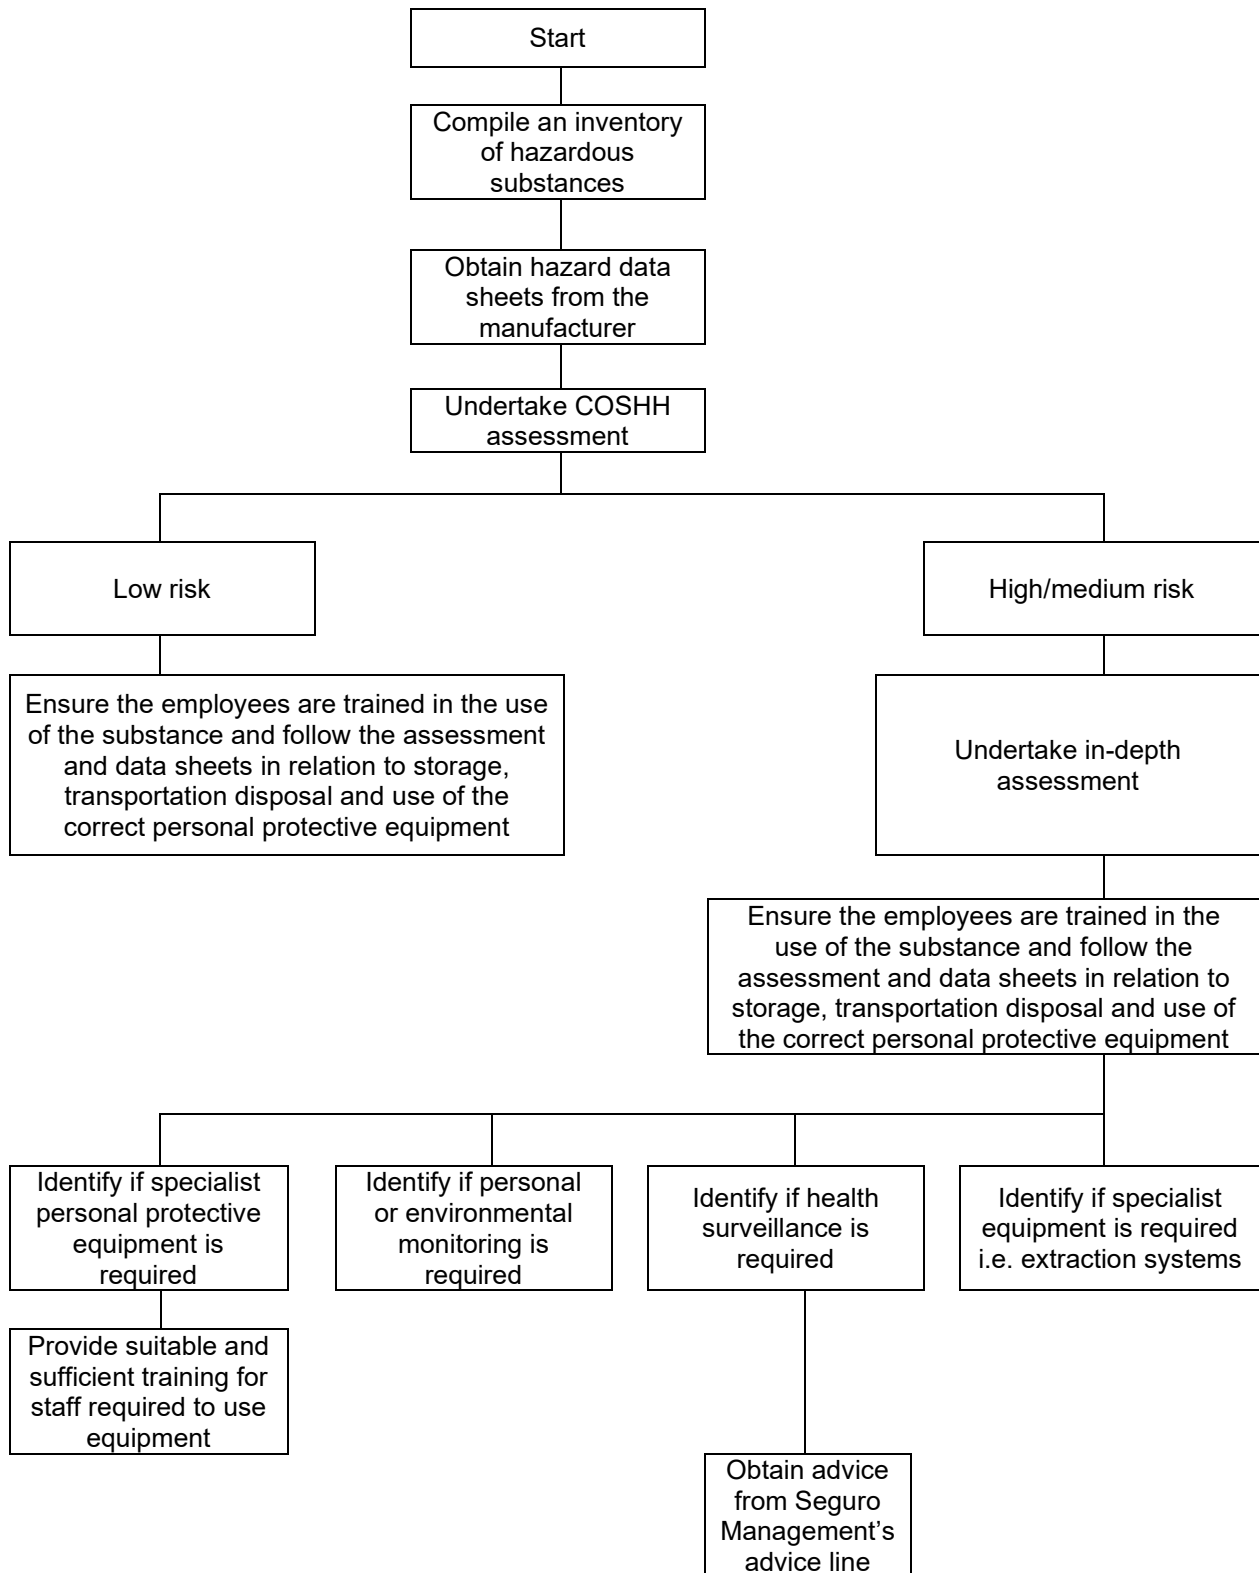 Start
Compile an inventory
of hazardous
substances
Obtain hazard data
sheets from the
manufacturer
Undertake COSHH
assessment
Low risk
High/medium risk
Ensure the employees are trained in the use
of the substance and follow the assessment
and data sheets in relation to storage,
transportation disposal and use of the
correct personal protective equipment
Undertake in-depth
assessment
Ensure the employees are trained in the
use of the substance and follow the
assessment and data sheets in relation to
storage, transportation disposal and use of
the correct personal protective equipment
Identify if specialist
personal protective
equipment is
required
Identify if personal
or environmental
monitoring is
required
Identify if health
surveillance is
required
Identify if specialist
equipment is required
i.e. extraction systems
Provide suitable and
sufficient training for
staff required to use
equipment
Obtain advice
from Seguro
Management’s
advice line